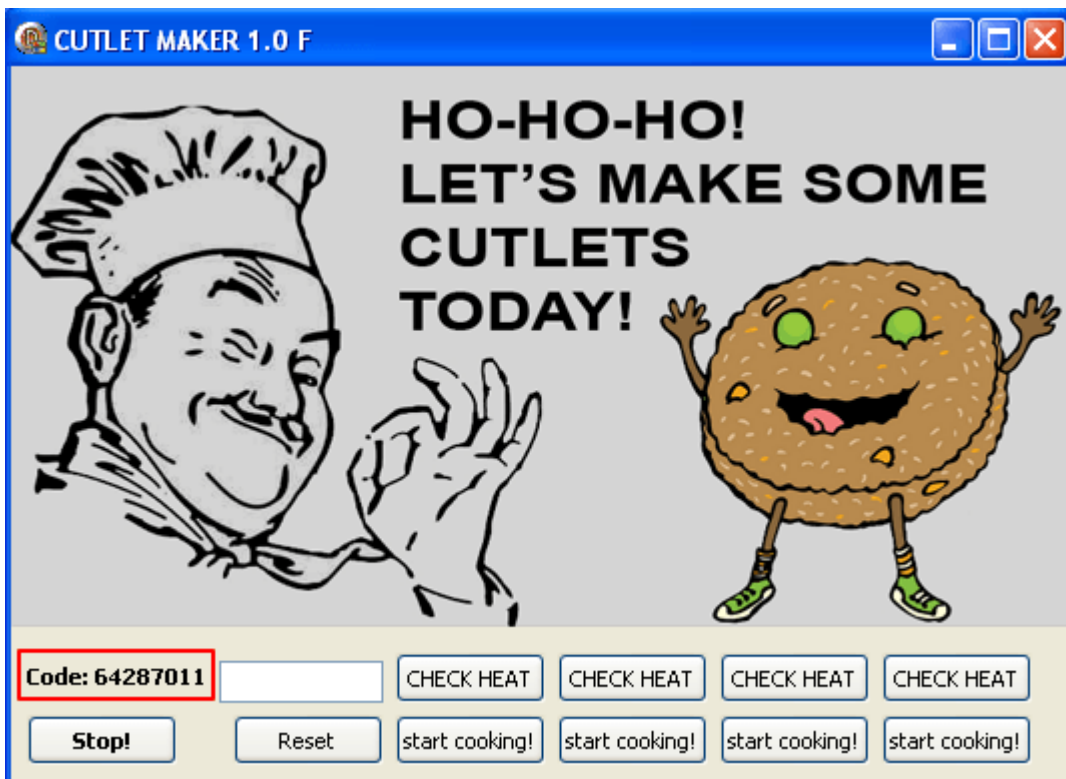 CUTLET MAKER 1.0 F
HO-HO-HO!
LET'S MAKE SOME
CUTLETS
TODAY!
Code: 64287011
CHECK HEAT CHECK HEAT CHECK HEAT CHECK HEAT
Stop! Reset start cooking! start cooking! start cooking! start cooking!